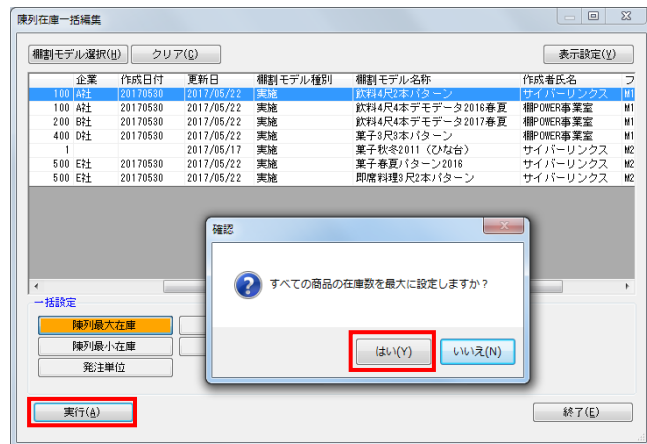 陳列在庫一括編集
棚割モデル選択(H) クリア(C) 表示設定(Y)
企業 作成日付 更新日 棚割モデル種別 棚割モデル名称 作成者氏名 フ
100 A社 20170530 2017/05/22 実施 飲料4尺2本パターン サイバーリンクス M1
100 A社 20170530 2017/05/22 実施 飲料4尺4本デモデータ2016春夏 棚POWER事業室 M1
200 B社 20170530 2017/05/22 実施 飲料4尺4本デモデータ2017春夏 棚POWER事業室 M1
400 D社 20170530 2017/05/22 実施 菓子3尺3本パターン 棚POWER事業室 M1
1 2017/05/17 実施 菓子秋冬2011（ひな台） サイバーリンクス M2
500 E社 20170530 2017/05/22 実施 菓子春夏パターン2016 サイバーリンクス M2
500 E社 20170530 2017/05/22 実施 即席料理3尺2本パターン サイバーリンクス M2
確認
すべての商品の在庫数を最大に設定しますか？
はい(Y) いいえ(N)
一括設定
陳列最大在庫
陳列最小在庫
発注単位
実行(A) 終了(E)